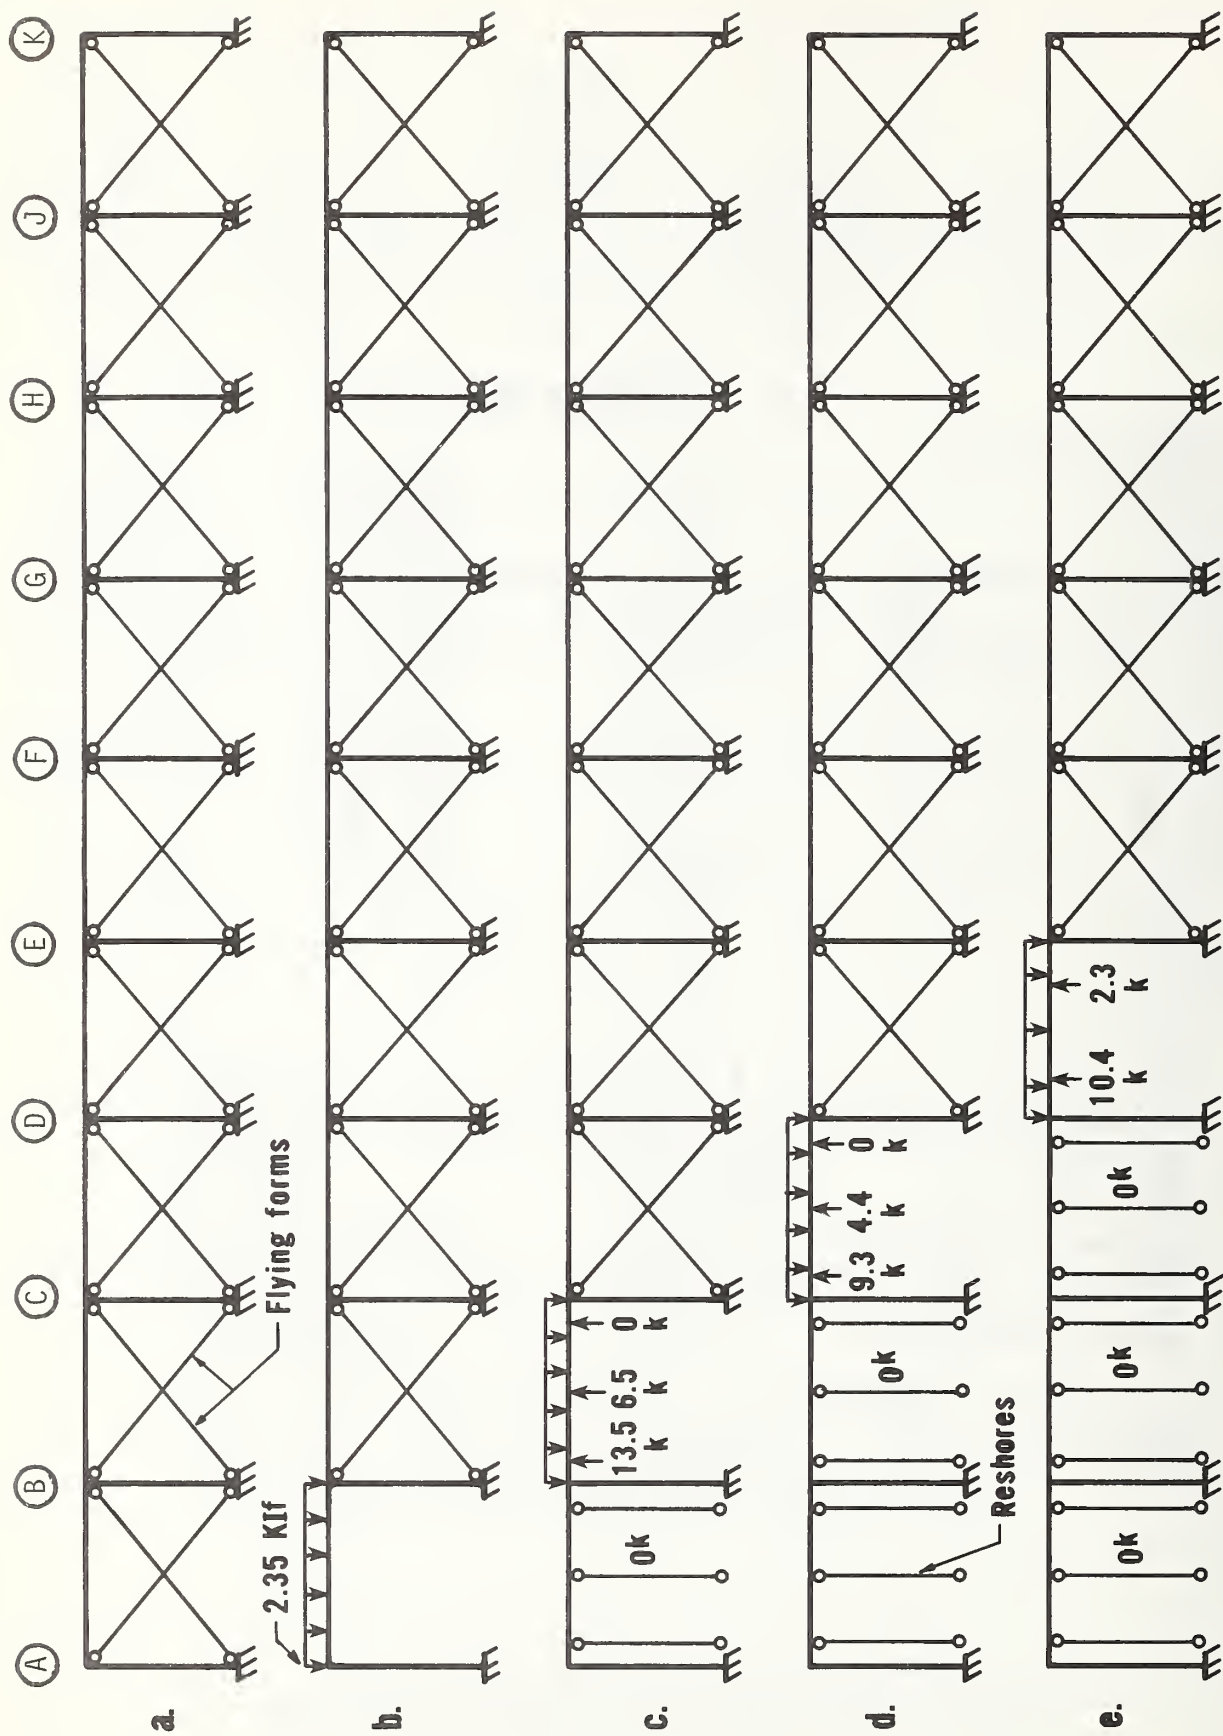 A B C D E F G H J K
a.
Flying forms
b.
2.35 Klf
c.
0k
13.5 6.5 0
k k k
d.
0k
9.3 4.4 0
k k k
Reshores
e.
0k 0k 0k
10.4 2.3
k k